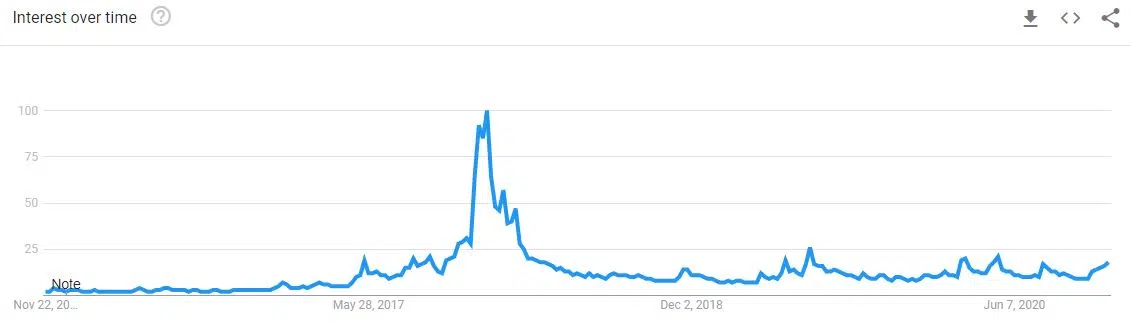 Interest over time
100
75
50
25
Note
Nov 22, 20...
May 28, 2017
Dec 2, 2018
Jun 7, 2020